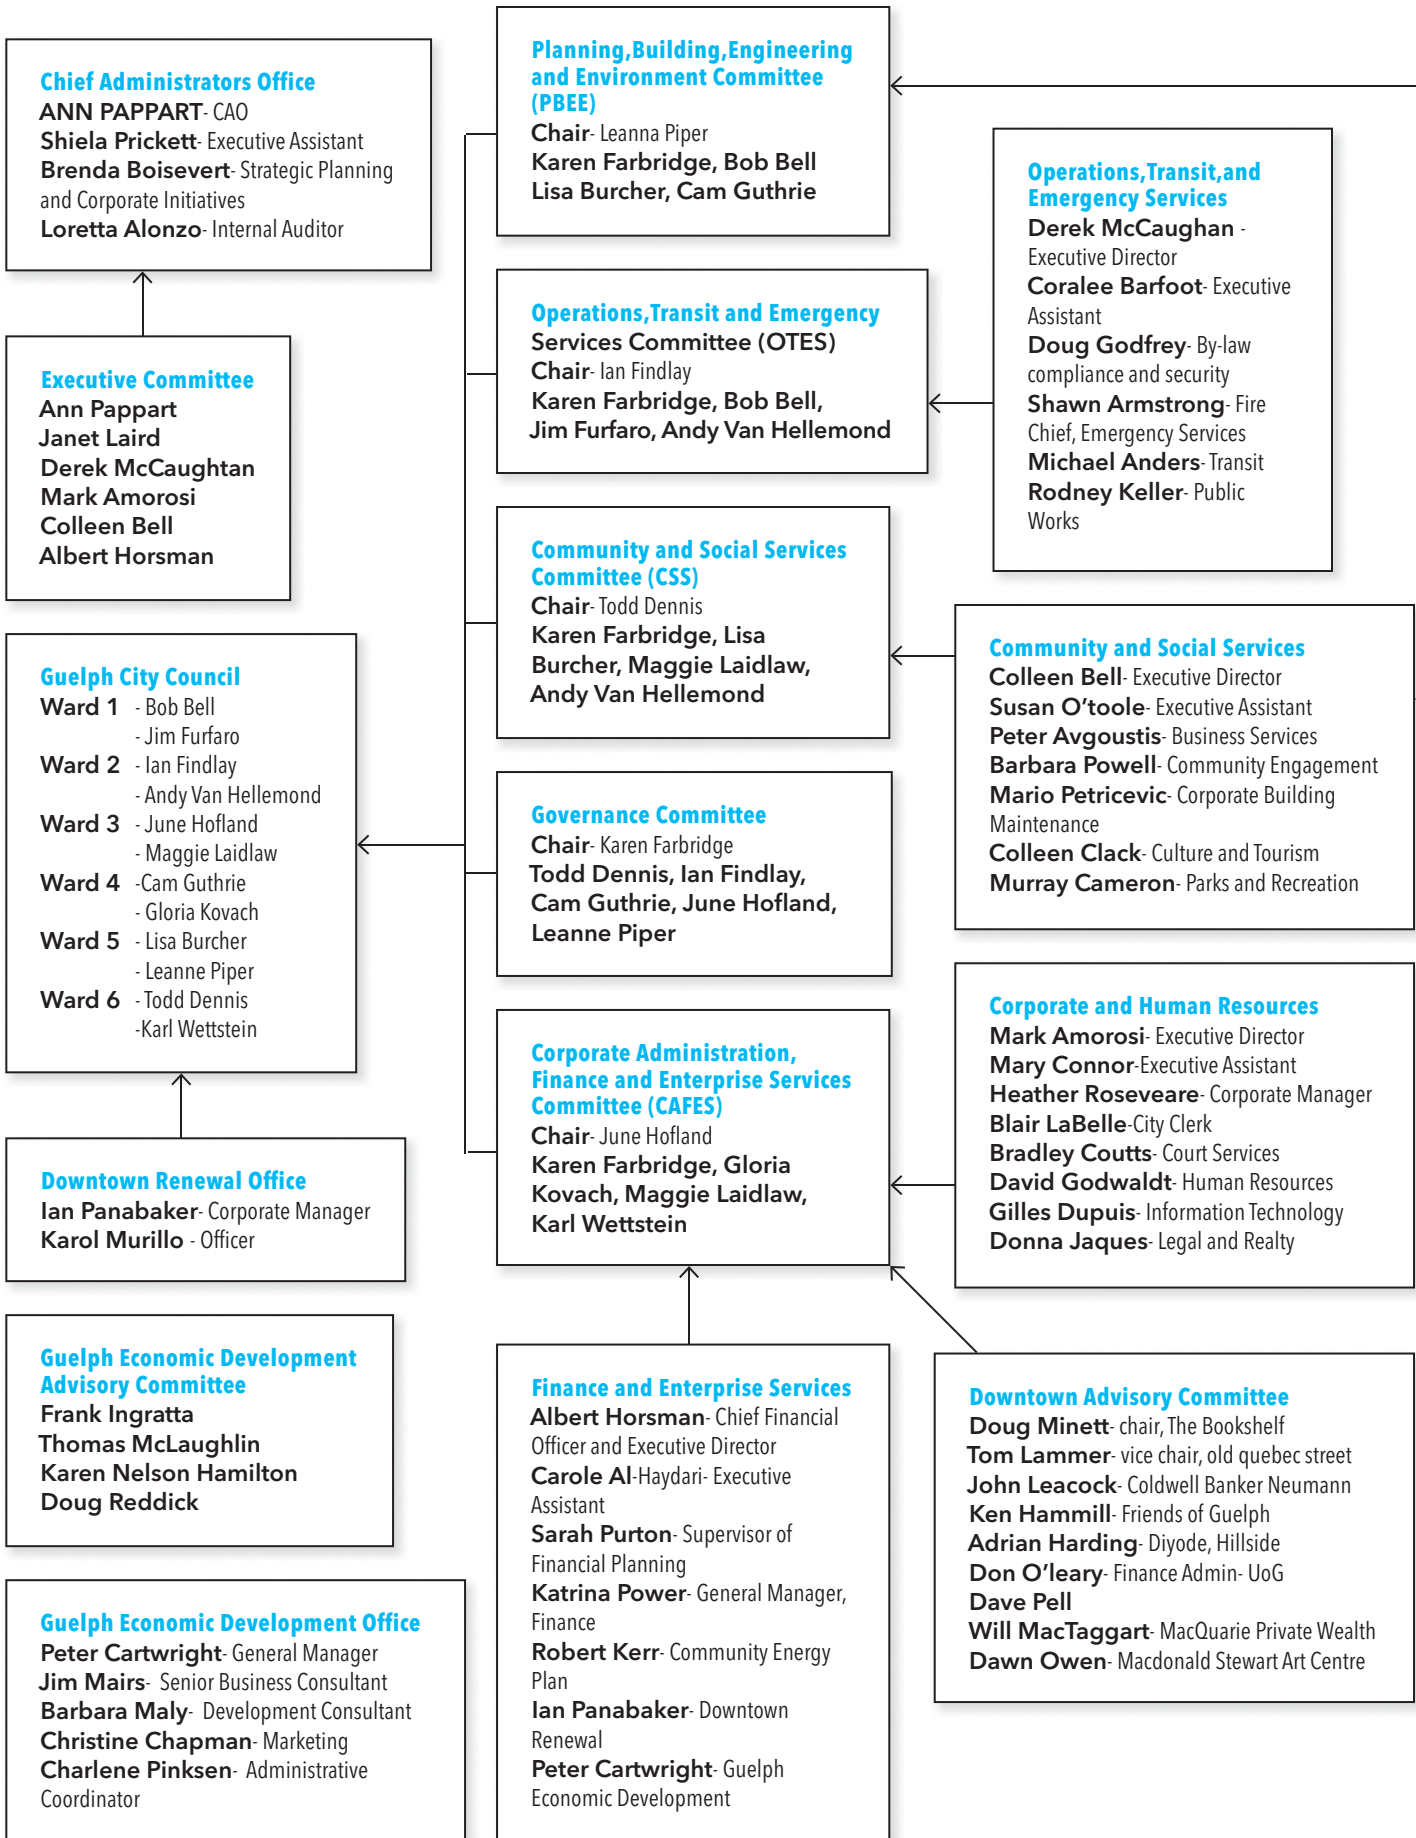 Chief Administrators Office
ANN PAPPART- CAO
Shiela Prickett- Executive Assistant
Brenda Boisevert- Strategic Planning
and Corporate Initiatives
Loretta Alonzo- Internal Auditor
Executive Committee
Ann Pappart
Janet Laird
Derek McCaughtan
Mark Amorosi
Colleen Bell
Albert Horsman
Guelph City Council
Ward 1 - Bob Bell
- Jim Furfaro
Ward 2 - Ian Findlay
- Andy Van Hellemond
Ward 3 - June Hofland
- Maggie Laidlaw
Ward 4 -Cam Guthrie
- Gloria Kovach
Ward 5 - Lisa Burcher
- Leanne Piper
Ward 6 - Todd Dennis
-Karl Wettstein
Downtown Renewal Office
Ian Panabaker- Corporate Manager
Karol Murillo - Officer
Guelph Economic Development
Advisory Committee
Frank Ingratta
Thomas McLaughlin
Karen Nelson Hamilton
Doug Reddick
Guelph Economic Development Office
Peter Cartwright- General Manager
Jim Mairs- Senior Business Consultant
Barbara Maly- Development Consultant
Christine Chapman- Marketing
Charlene Pinksen- Administrative
Coordinator
Planning,Building,Engineering
and Environment Committee
(PBEE)
Chair- Leanna Piper
Karen Farbridge, Bob Bell
Lisa Burcher, Cam Guthrie
Operations,Transit and Emergency
Services Committee (OTES)
Chair- Ian Findlay
Karen Farbridge, Bob Bell,
Jim Furfaro, Andy Van Hellemond
Community and Social Services
Committee (CSS)
Chair- Todd Dennis
Karen Farbridge, Lisa
Burcher, Maggie Laidlaw,
Andy Van Hellemond
Governance Committee
Chair- Karen Farbridge
Todd Dennis, Ian Findlay,
Cam Guthrie, June Hofland,
Leanne Piper
Corporate Administration,
Finance and Enterprise Services
Committee (CAFES)
Chair- June Hofland
Karen Farbridge, Gloria
Kovach, Maggie Laidlaw,
Karl Wettstein
Finance and Enterprise Services
Albert Horsman- Chief Financial
Officer and Executive Director
Carole Al-Haydari- Executive
Assistant
Sarah Purton- Supervisor of
Financial Planning
Katrina Power- General Manager,
Finance
Robert Kerr- Community Energy
Plan
Ian Panabaker- Downtown
Renewal
Peter Cartwright- Guelph
Economic Development
Operations,Transit,and
Emergency Services
Derek McCaughan -
Executive Director
Coralee Barfoot- Executive
Assistant
Doug Godfrey- By-law
compliance and security
Shawn Armstrong- Fire
Chief, Emergency Services
Michael Anders- Transit
Rodney Keller- Public
Works
Community and Social Services
Colleen Bell- Executive Director
Susan O'toole- Executive Assistant
Peter Avgoustis- Business Services
Barbara Powell- Community Engagement
Mario Petricevic- Corporate Building
Maintenance
Colleen Clack- Culture and Tourism
Murray Cameron- Parks and Recreation
Corporate and Human Resources
Mark Amorosi- Executive Director
Mary Connor-Executive Assistant
Heather Roseveare- Corporate Manager
Blair LaBelle-City Clerk
Bradley Coutts- Court Services
David Godwaldt- Human Resources
Gilles Dupuis- Information Technology
Donna Jaques- Legal and Realty
Downtown Advisory Committee
Doug Minett- chair, The Bookshelf
Tom Lammer- vice chair, old quebec street
John Leacock- Coldwell Banker Neumann
Ken Hammill- Friends of Guelph
Adrian Harding- Diyode, Hillside
Don O'leary- Finance Admin- UoG
Dave Pell
Will MacTaggart- MacQuarie Private Wealth
Dawn Owen- Macdonald Stewart Art Centre